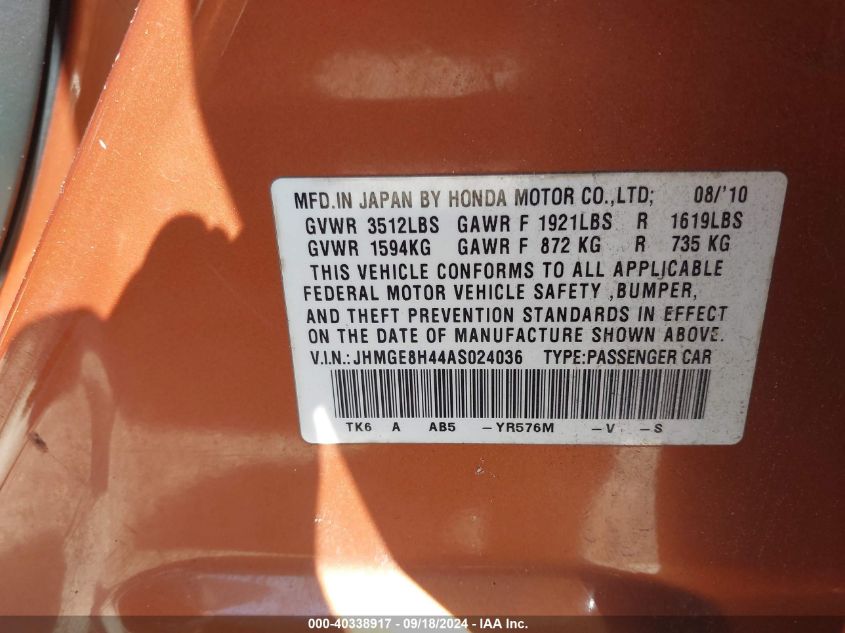 MFD.IN JAPAN BY HONDA MOTOR CO.,LTD; 08/'10
GVWR 3512LBS GAWR F 1921LBS R 1619LBS
GVWR 1594KG GAWR F 872 KG R 735 KG
THIS VEHICLE CONFORMS TO ALL APPLICABLE
FEDERAL MOTOR VEHICLE SAFETY ,BUMPER,
AND THEFT PREVENTION STANDARDS IN EFFECT
ON THE DATE OF MANUFACTURE SHOWN ABOVE.
V.I.N.:JHMGE8H44AS024036 TYPE:PASSENGER CAR
TK6 A AB5 -YR576M -V -S
000-40338917 - 09/18/2024 - IAA Inc.